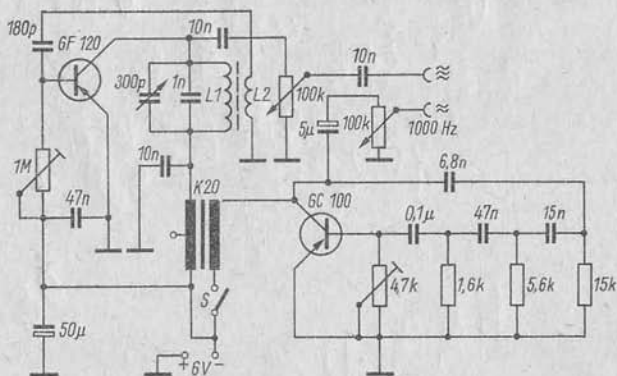 180p
GF 120
10n
300p
1n
L1
L2
100k
10n
≈
5μ
100k
≈
1000 Hz
1M
10n
47n
K20
6,8n
GC 100
0,1μ
47n
15n
4,7k
1,6k
5,6k
15k
S
50μ
+ 6V −